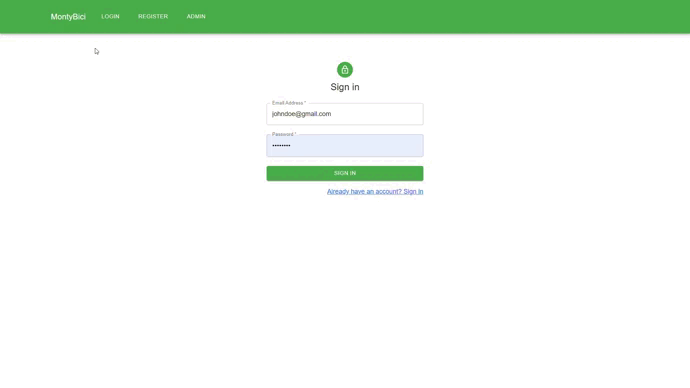 MontyBici LOGIN REGISTER ADMIN
Sign in
Email Address *
johndoe@gmail.com
Password *
••••••••
SIGN IN
Already have an account? Sign in